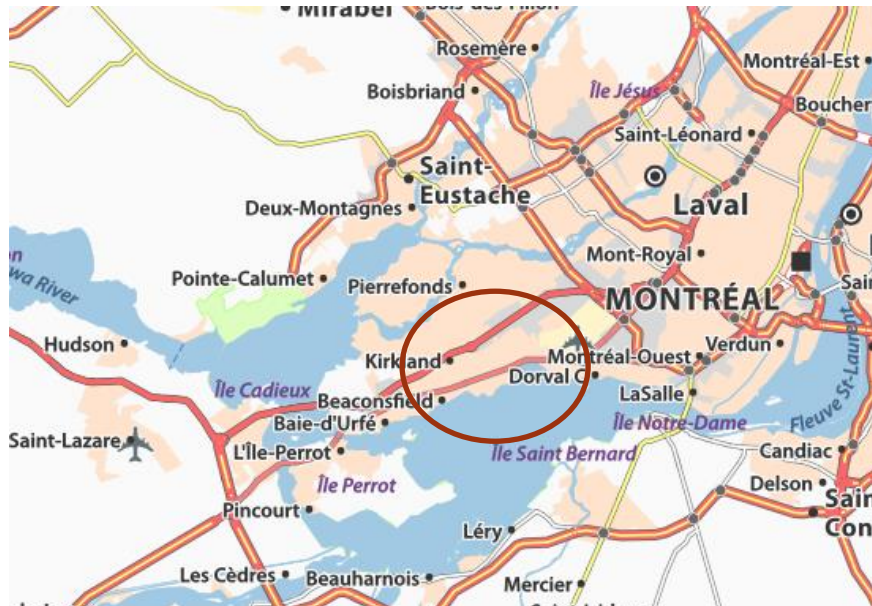 Mirabel
Rosemère
Montréal-Est
Boisbriand
Île Jésus
Boucher
Saint-Léonard
Saint-
Eustache
Laval
Deux-Montagnes
Mont-Royal
wa River
Pointe-Calumet
Pierrefonds
Sain
MONTRÉAL
Hudson
Kirkland
Montréal-Ouest
Verdun
Dorval
Île Cadieux
Beaconsfield
LaSalle
Fleuve St-Laurent
Baie-d'Urfé
Île Notre-Dame
Saint-Lazare
L'Île-Perrot
Île Saint Bernard
Candiac
Île Perrot
Delson
Pincourt
Sain
Con
Léry
Les Cèdres
Beauharnois
Mercier